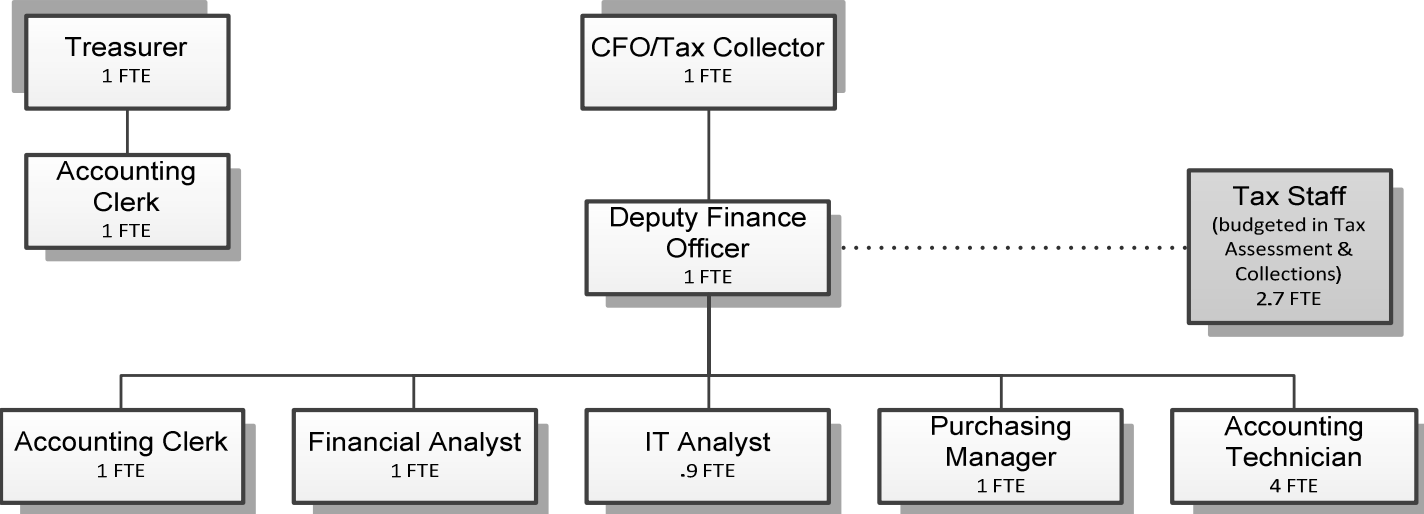 Treasurer
1 FTE
CFO/Tax Collector
1 FTE
Accounting
Clerk
1 FTE
Deputy Finance
Officer
1 FTE
Tax Staff
(budgeted in Tax
Assessment &
Collections)
2.7 FTE
Accounting Clerk
1 FTE
Financial Analyst
1 FTE
IT Analyst
.9 FTE
Purchasing
Manager
1 FTE
Accounting
Technician
4 FTE